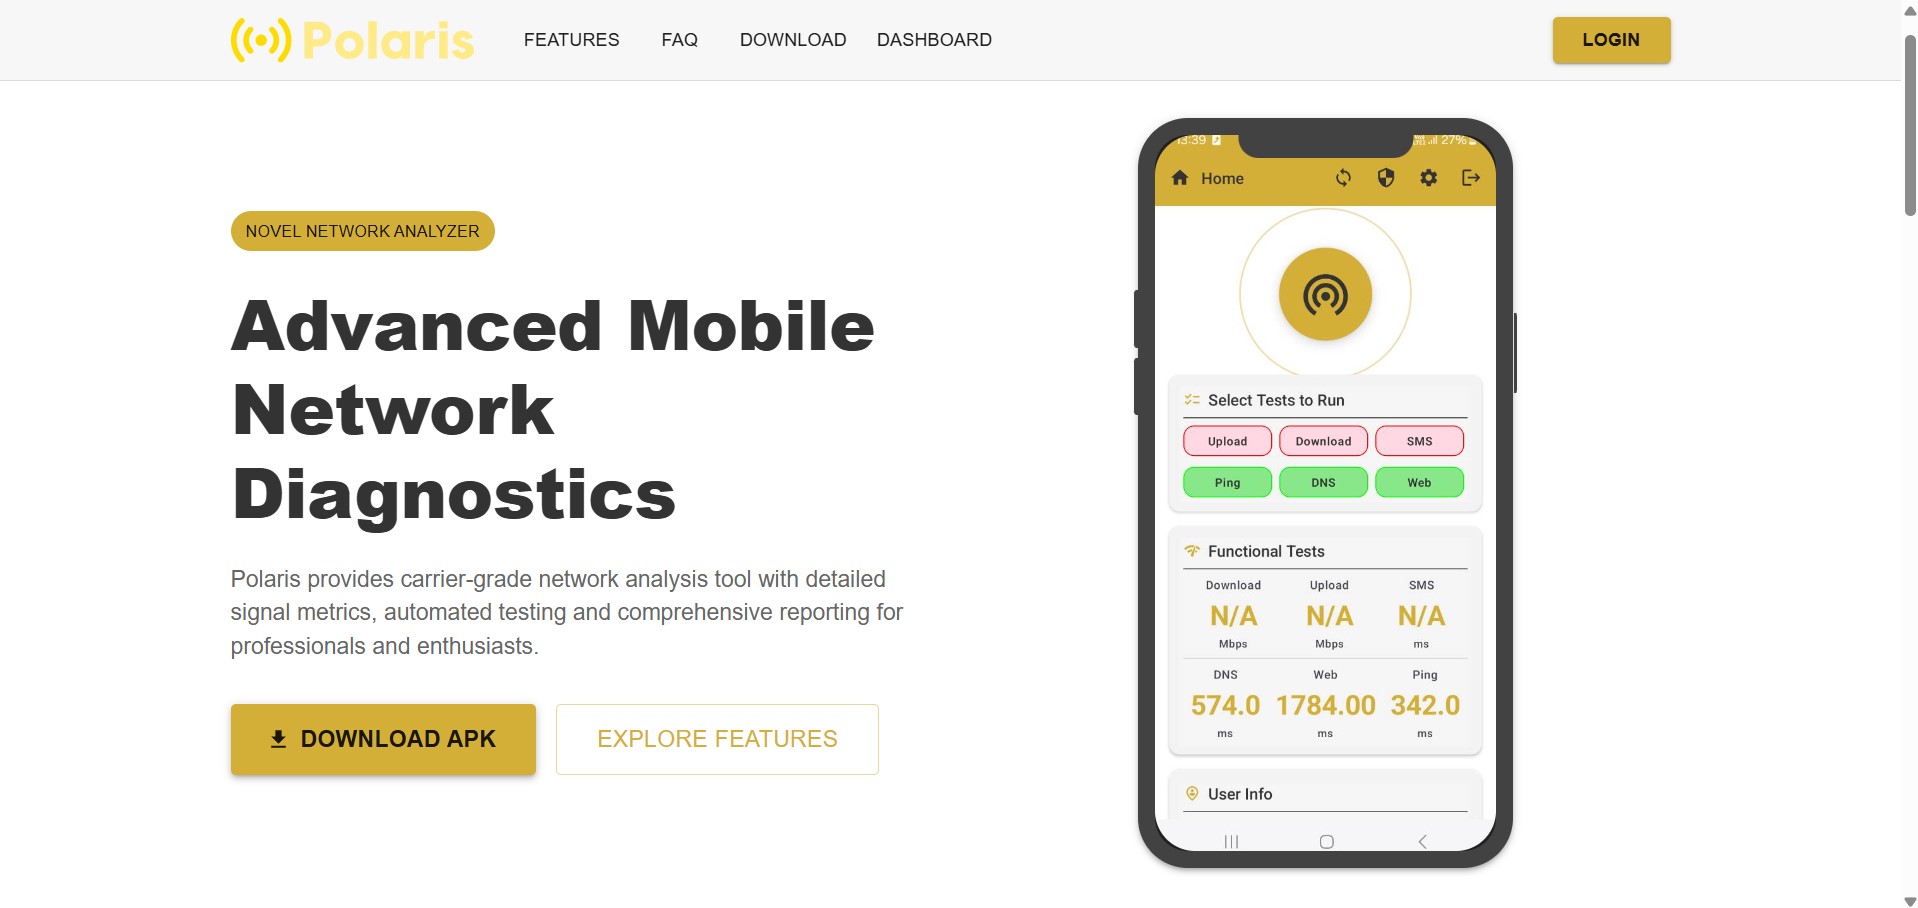 Polaris
FEATURES
FAQ
DOWNLOAD
DASHBOARD
LOGIN
NOVEL NETWORK ANALYZER
Advanced Mobile
Network
Diagnostics
Polaris provides carrier-grade network analysis tool with detailed
signal metrics, automated testing and comprehensive reporting for
professionals and enthusiasts.
DOWNLOAD APK
EXPLORE FEATURES
13:39
27%
Home
Select Tests to Run
Upload Download SMS
Ping DNS Web
Functional Tests
Download Upload SMS
N/A N/A N/A
Mbps Mbps ms
DNS Web Ping
574.0 1784.00 342.0
ms ms ms
User Info